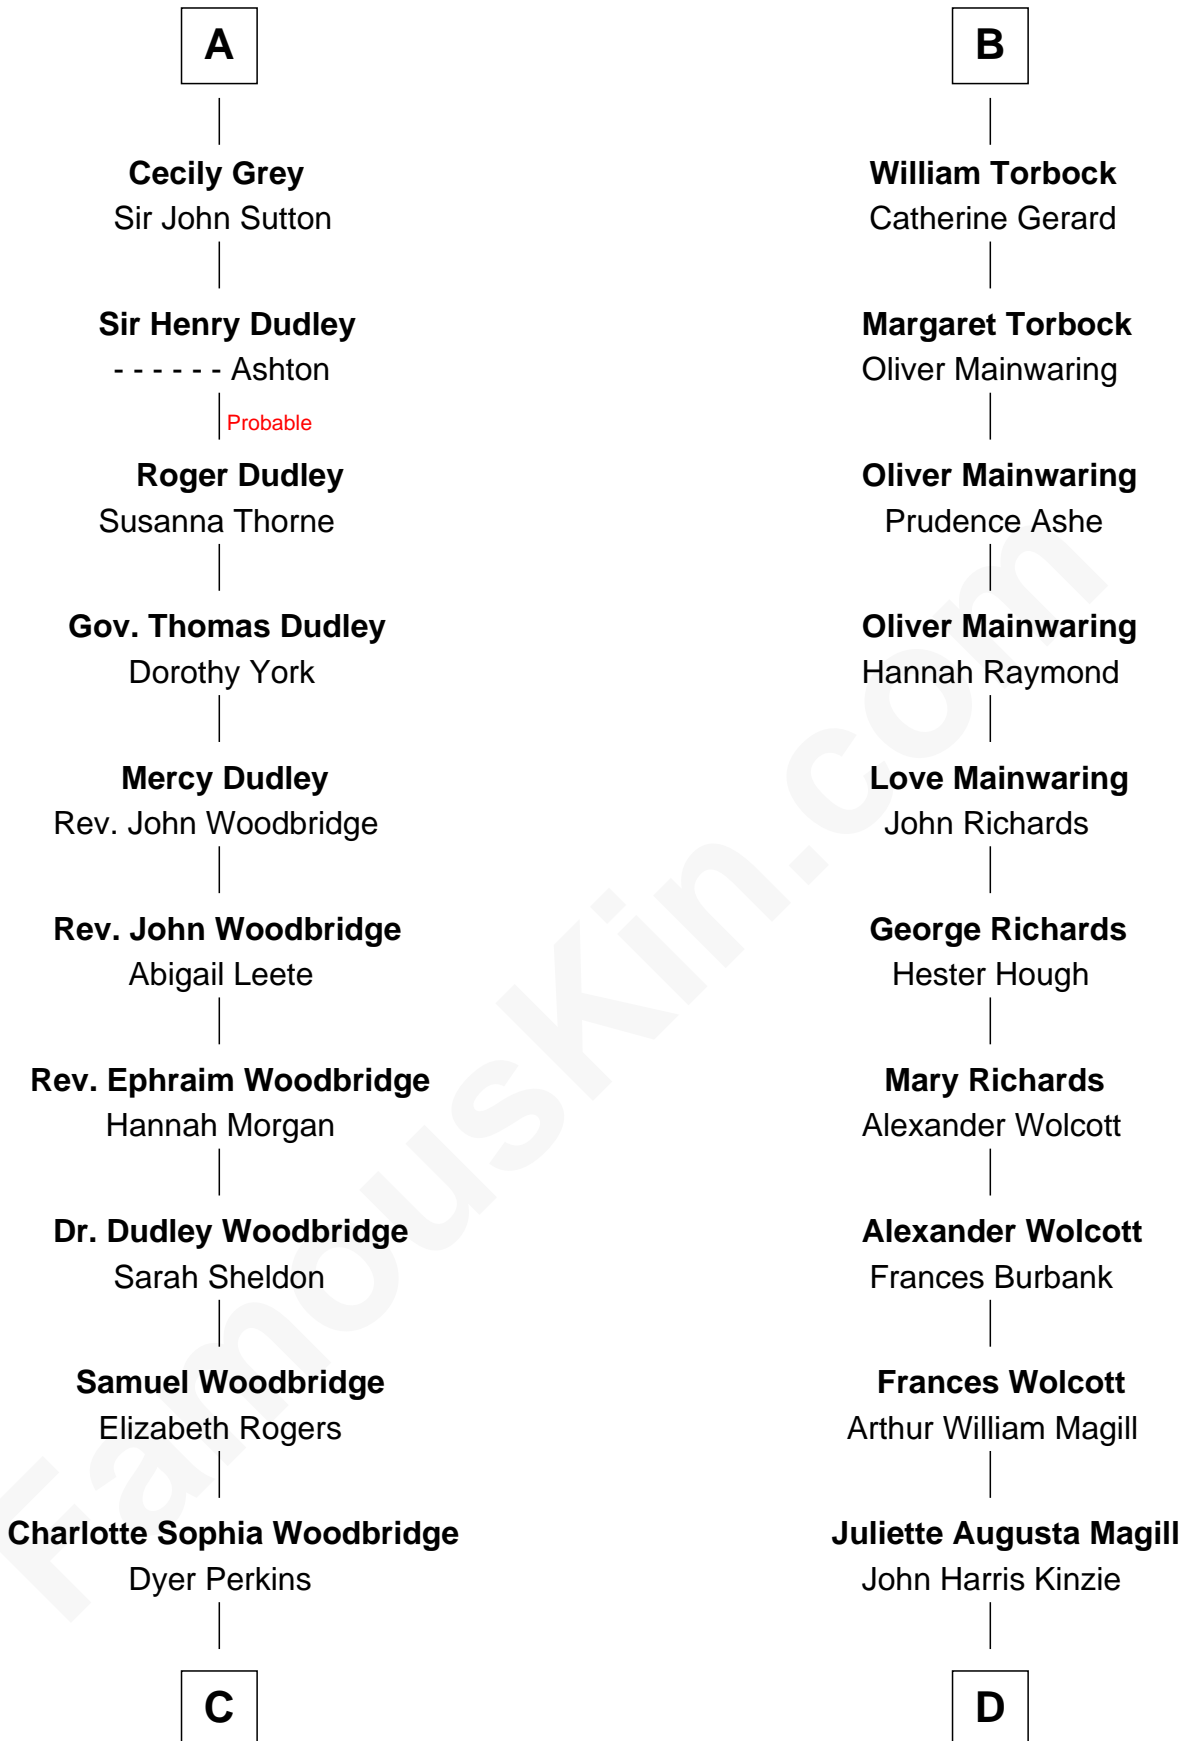 A
Cecily Grey
Sir John Sutton
Sir Henry Dudley
- - - - - - Ashton
Probable
Roger Dudley
Susanna Thorne
Gov. Thomas Dudley
Dorothy York
Mercy Dudley
Rev. John Woodbridge
Rev. John Woodbridge
Abigail Leete
Rev. Ephraim Woodbridge
Hannah Morgan
Dr. Dudley Woodbridge
Sarah Sheldon
Samuel Woodbridge
Elizabeth Rogers
Charlotte Sophia Woodbridge
Dyer Perkins
C
B
William Torbock
Catherine Gerard
Margaret Torbock
Oliver Mainwaring
Oliver Mainwaring
Prudence Ashe
Oliver Mainwaring
Hannah Raymond
Love Mainwaring
John Richards
George Richards
Hester Hough
Mary Richards
Alexander Wolcott
Alexander Wolcott
Frances Burbank
Frances Wolcott
Arthur William Magill
Juliette Augusta Magill
John Harris Kinzie
D
FamousKin.com